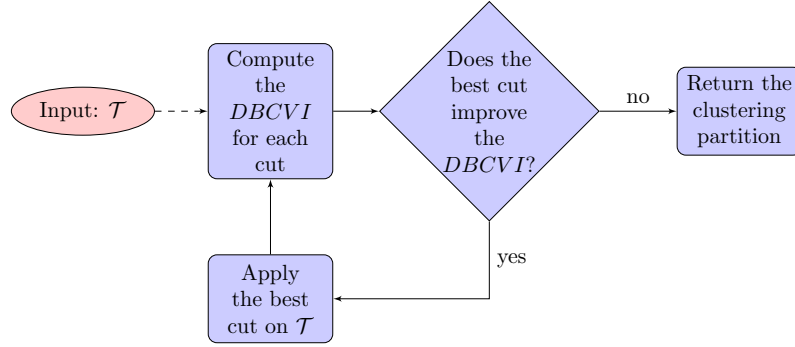 Input: 𝒯
Compute
the
DBCVI
for each
cut
Does the
best cut
improve
the
DBCVI?
no
Return the
clustering
partition
yes
Apply
the best
cut on 𝒯